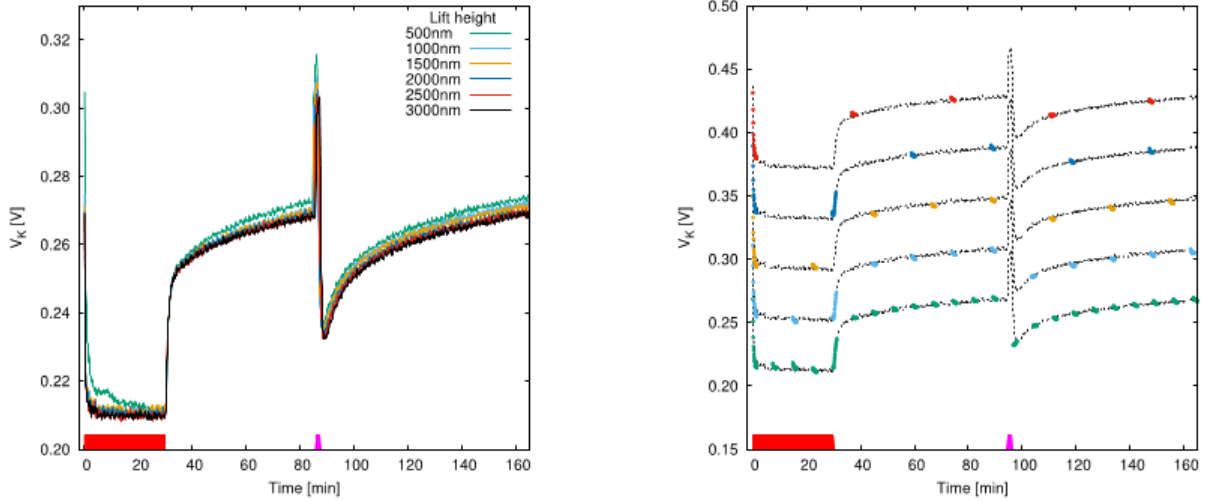 Lift height
500nm
1000nm
1500nm
2000nm
2500nm
3000nm
0.32
0.30
0.28
0.26
0.24
0.22
0.20
V_K [V]
0 20 40 60 80 100 120 140 160
Time [min]
0.50
0.45
0.40
0.35
0.30
0.25
0.20
0.15
V_K [V]
0 20 40 60 80 100 120 140 160
Time [min]